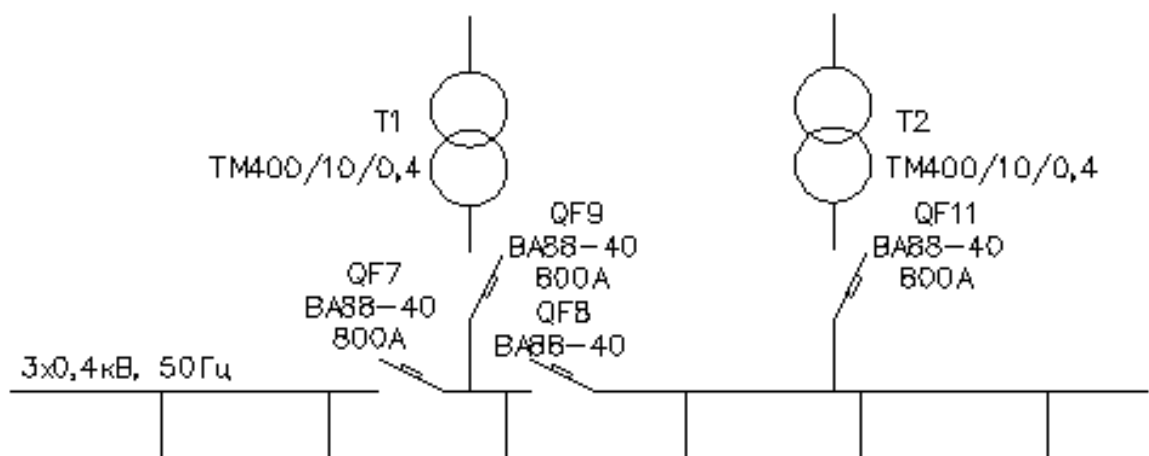 T1
ТМ400/10/0,4
T2
ТМ400/10/0,4
QF9
ВА88-40
800А
QF11
ВА88-40
800А
QF7
ВА88-40
800А
QF8
ВА88-40
3х0,4кВ, 50Гц